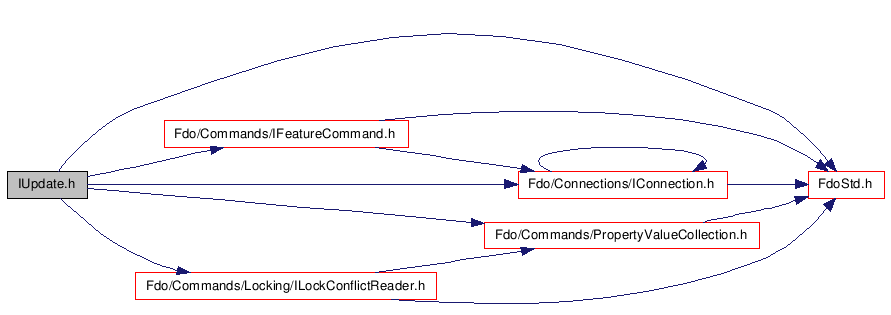 Fdo/Commands/IFeatureCommand.h
IUpdate.h
Fdo/Connections/IConnection.h
FdoStd.h
Fdo/Commands/PropertyValueCollection.h
Fdo/Commands/Locking/ILockConflictReader.h